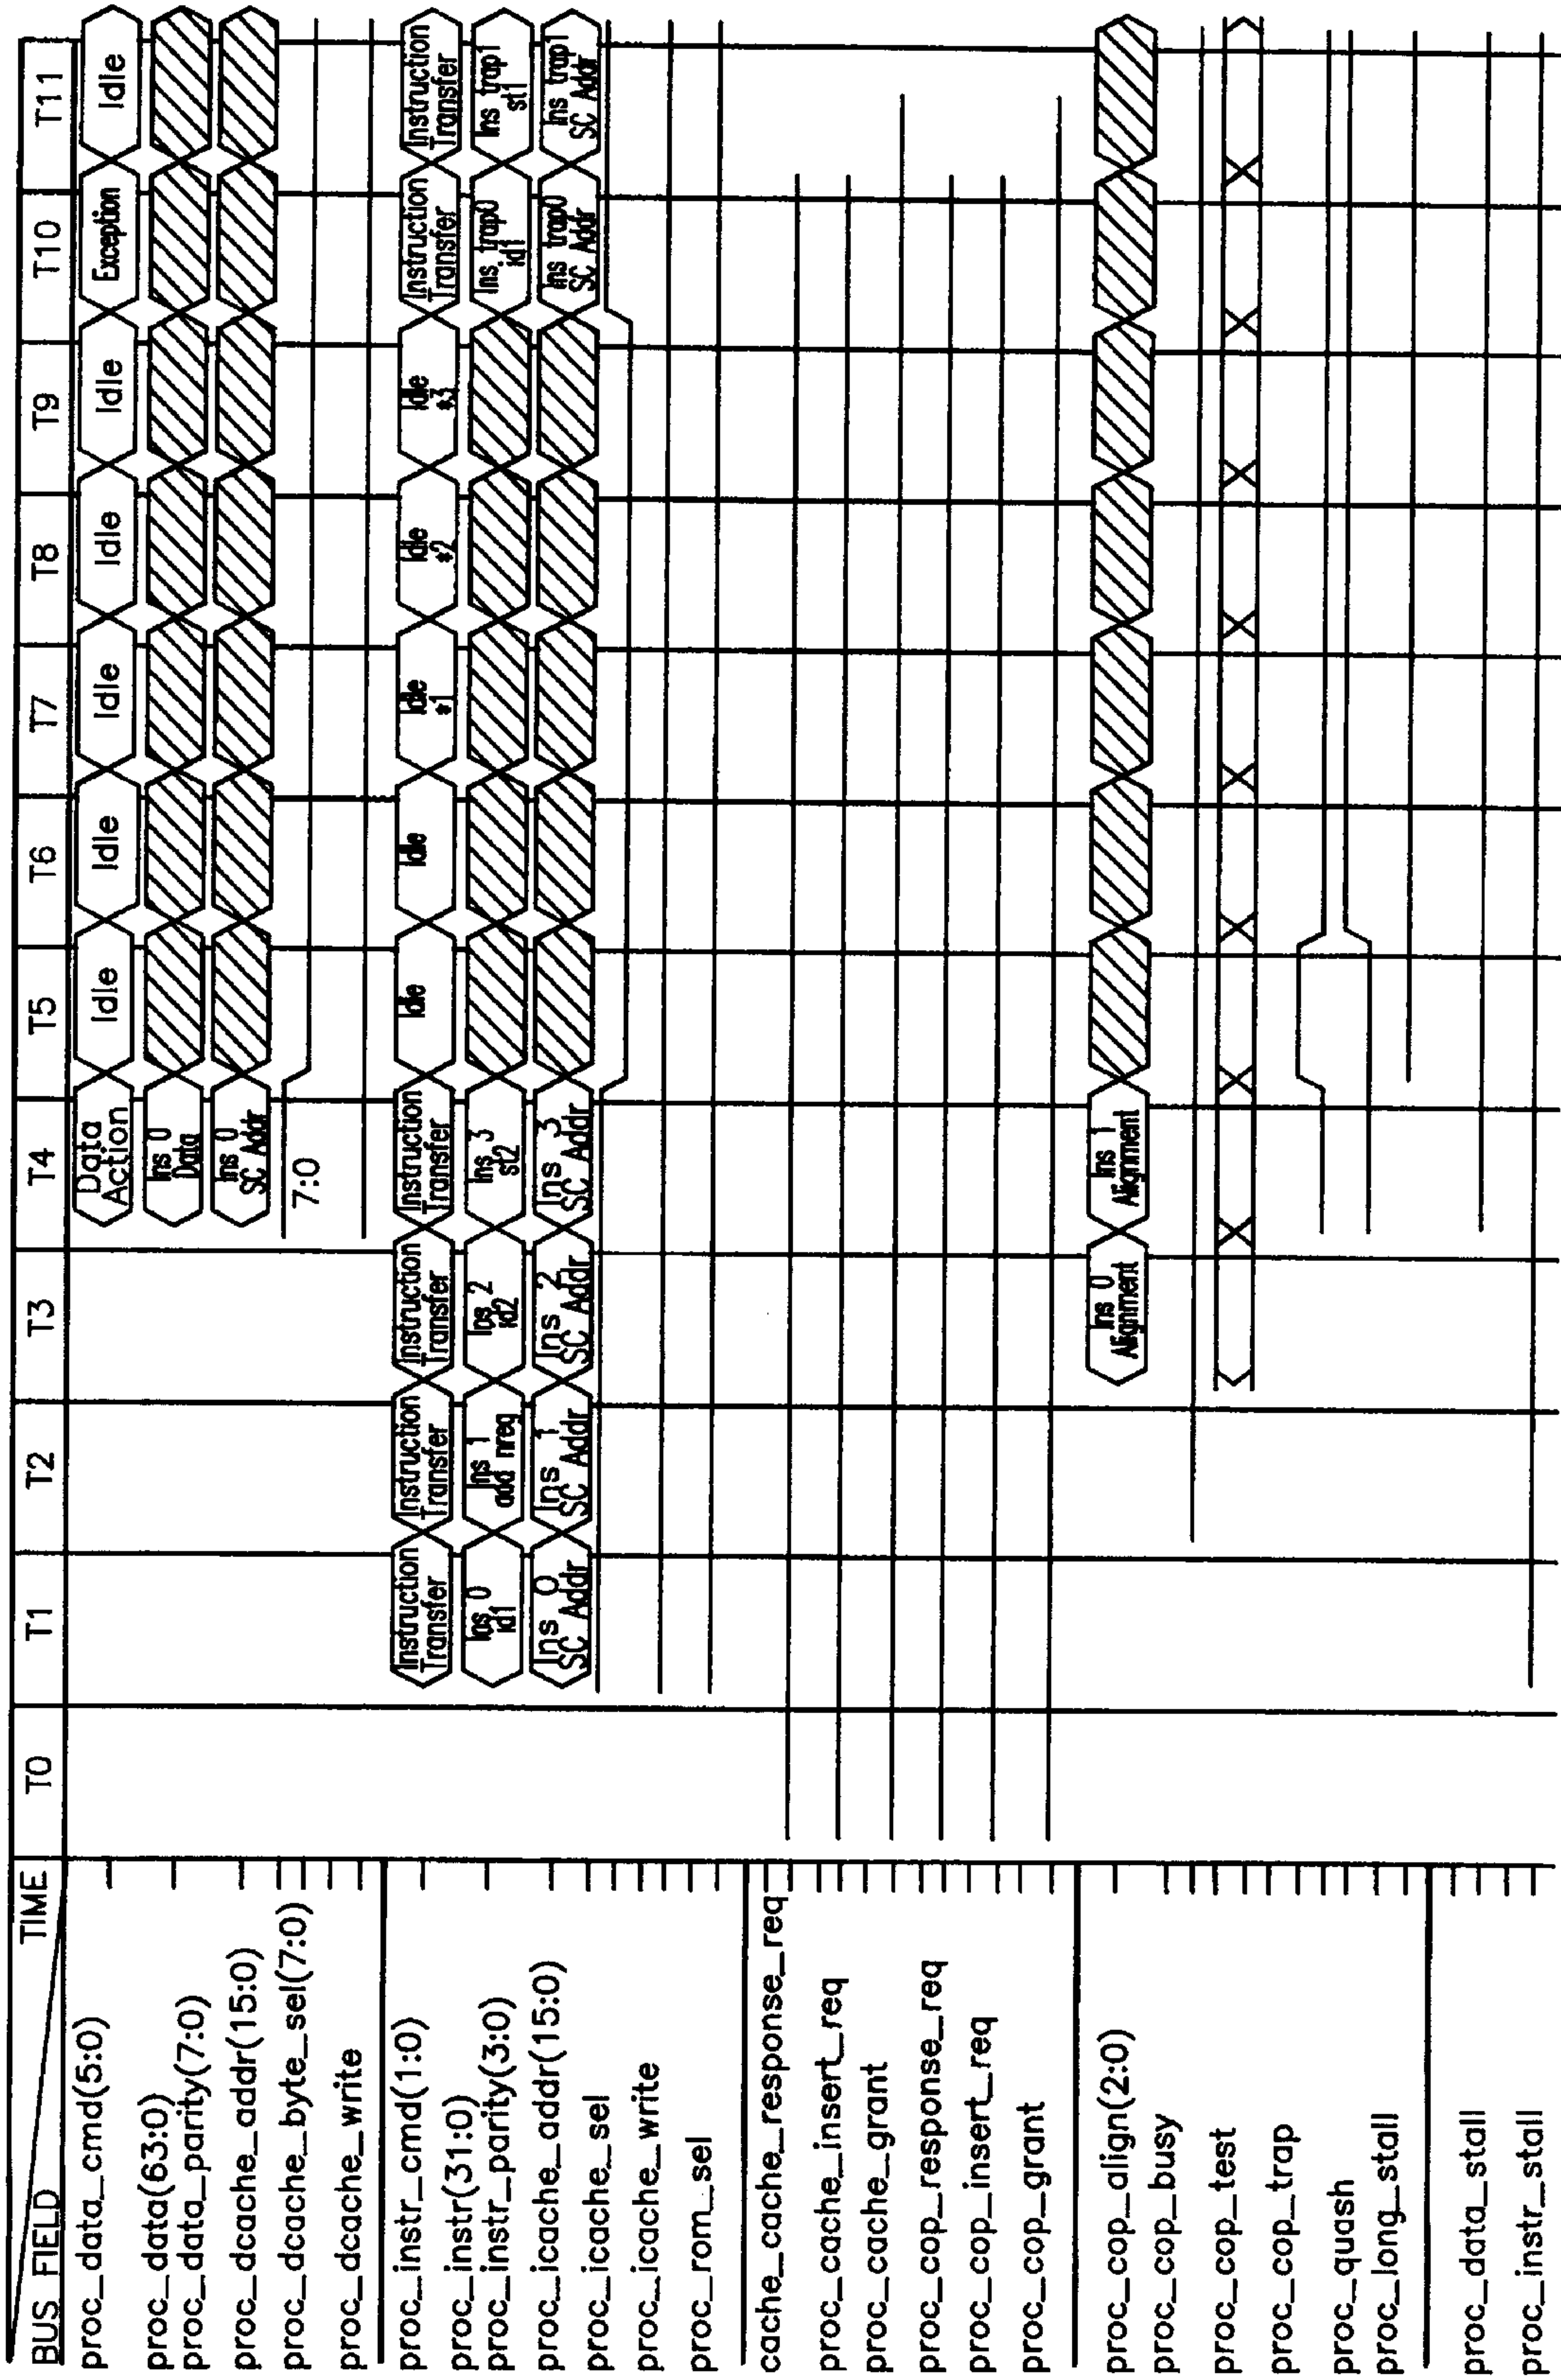 BUS FIELD TIME T0 T1 T2 T3 T4 T5 T6 T7 T8 T9 T10 T11
proc_data_cmd(5:0) Data Action Idle Idle Idle Idle Idle Exception Idle
proc_data(63:0) Ins 0 Data
proc_data_parity(7:0)
proc_dcache_addr(15:0) Ins 0 SC Addr
proc_dcache_byte_sel(7:0) 7:0
proc_dcache_write
proc_instr_cmd(1:0) Instruction Transfer Instruction Transfer Instruction Transfer Instruction Transfer Idle Idle Idle *1 Idle *2 Idle *3 Instruction Transfer Instruction Transfer
proc_instr(31:0) Ins 0 ld1 Ins 1 add nreq Ins 2 ld2 Ins 3 st2 Ins trap0 ld1 Ins trap1 st1
proc_instr_parity(3:0)
proc_icache_addr(15:0) Ins 0 SC Addr Ins 1 SC Addr Ins 2 SC Addr Ins 3 SC Addr Ins trap0 SC Addr Ins trap1 SC Addr
proc_icache_sel
proc_icache_write
proc_rom_sel
cache_cache_response_req
proc_cache_insert_req
proc_cache_grant
proc_cop_response_req
proc_cop_insert_req
proc_cop_grant
proc_cop_align(2:0) Ins 0 Alignment Ins 1 Alignment
proc_cop_busy
proc_cop_test
proc_cop_trap
proc_quash
proc_long_stall
proc_data_stall
proc_instr_stall